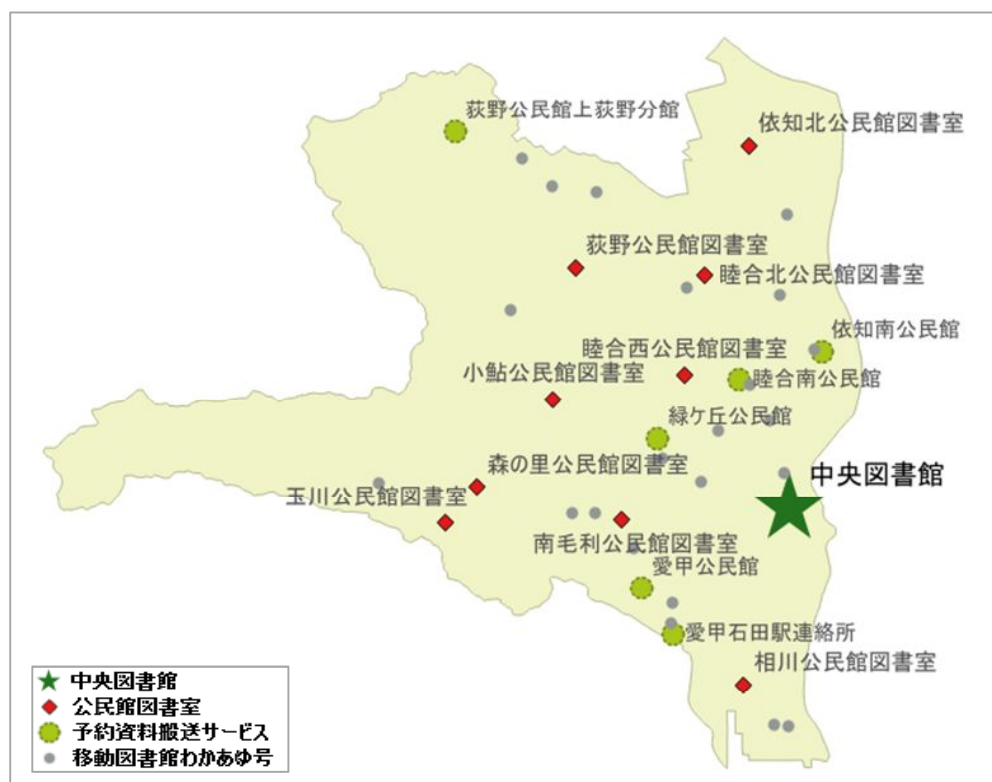 荻野公民館上荻野分館
依知北公民館図書室
荻野公民館図書室
睦合北公民館図書室
依知南公民館
睦合西公民館図書室
小鮎公民館図書室
睦合南公民館
緑ケ丘公民館
森の里公民館図書室
中央図書館
玉川公民館図書室
南毛利公民館図書室
愛甲公民館
愛甲石田駅連絡所
相川公民館図書室
中央図書館
公民館図書室
予約資料搬送サービス
移動図書館わかあゆ号